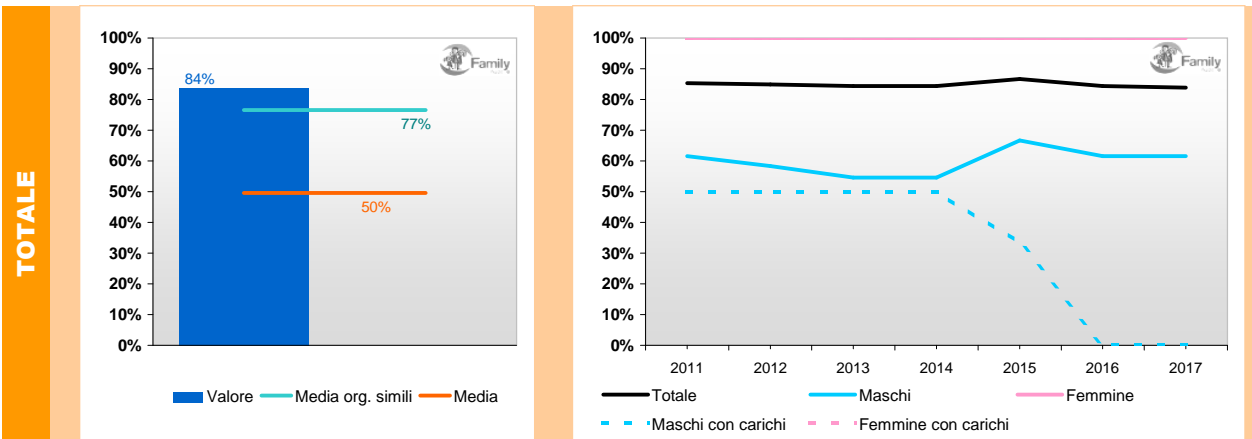 TOTALE
100%
90%
80%
70%
60%
50%
40%
30%
20%
10%
0%
84%
77%
50%
Family
Valore
Media org. simili
Media
100%
90%
80%
70%
60%
50%
40%
30%
20%
10%
0%
Family
2011 2012 2013 2014 2015 2016 2017
Totale Maschi Femmine
Maschi con carichi Femmine con carichi